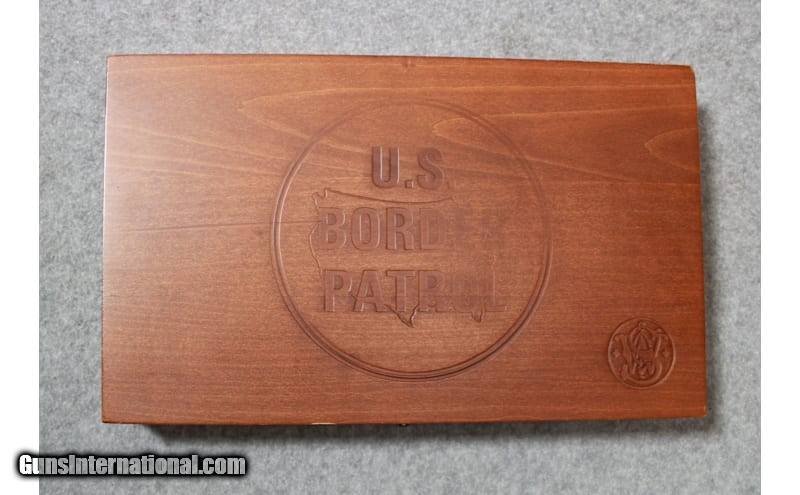 U.S.
BORDER
PATROL
S&W
GunsInternational.com